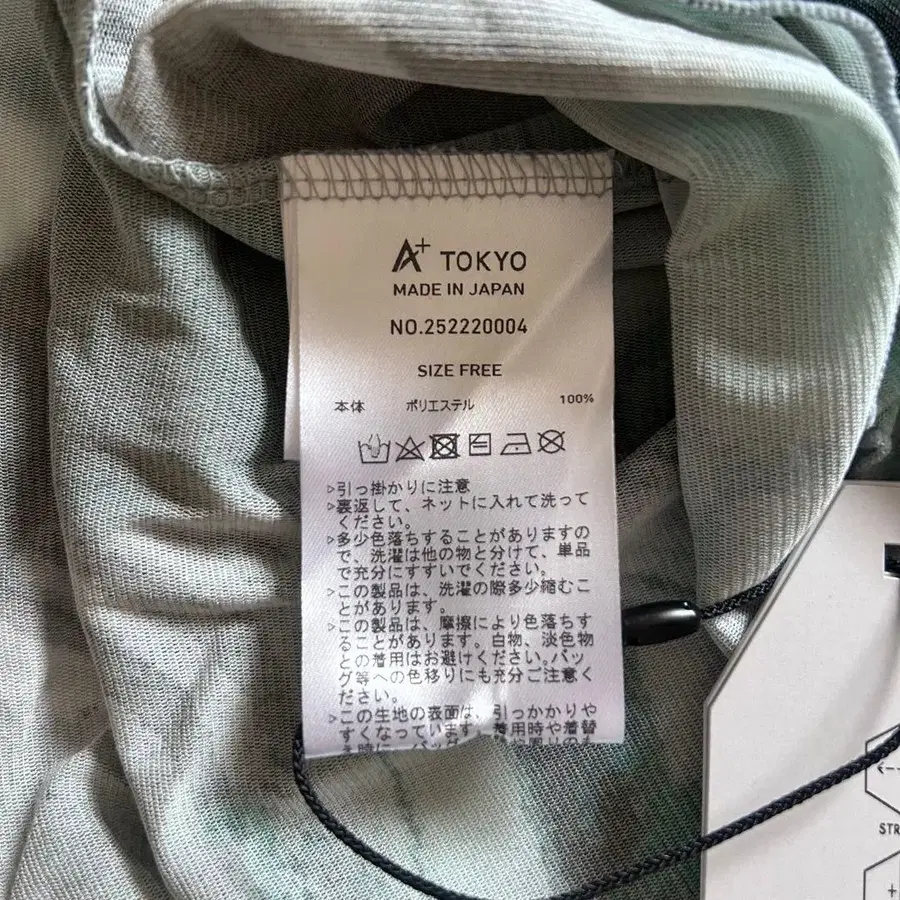 A+ TOKYO
MADE IN JAPAN
NO.252220004
SIZE FREE
本体 ポリエステル 100%
▷引っ掛かりに注意
▷裏返して、ネットに入れて洗って
ください。
▷多少色落ちすることがありますの
で、洗濯は他の物と分けて、単品
で充分にすすいでください。
▷この製品は、洗濯の際多少縮むこ
とがあります。
▷この製品は、摩擦により色落ちす
ることがあります。白物、淡色物
との着用はお避けください。バッ
グ等への色移りにも充分ご注意く
ださい。
▷この生地の表面は、引っかかりや
すくなっています。着用時や着替
え時に、バッグ
STR